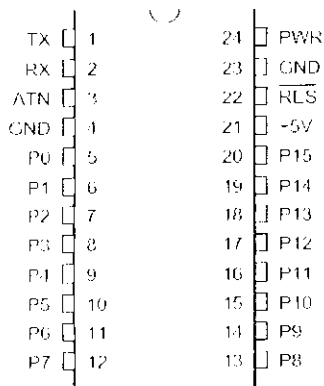 TX 1 24 PWR
RX 2 23 GND
ATN 3 22 RES
GND 4 21 +5V
P0 5 20 P15
P1 6 19 P14
P2 7 18 P13
P3 8 17 P12
P4 9 16 P11
P5 10 15 P10
P6 11 14 P9
P7 12 13 P8